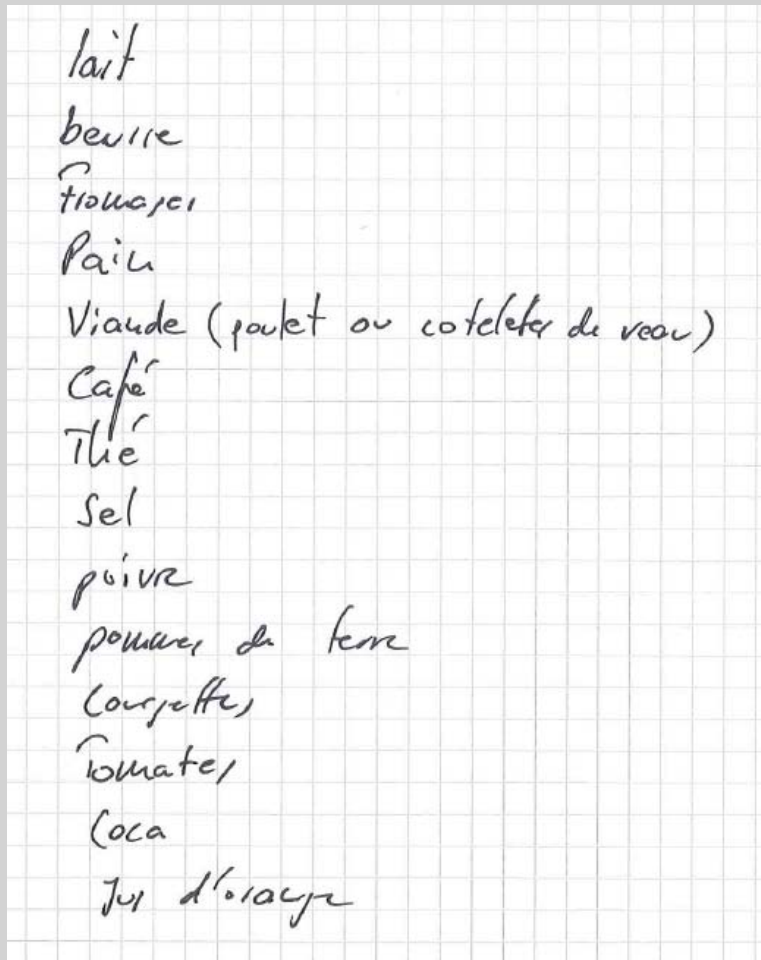 lait
beurre
fromages
Pain
Viande (poulet ou cotelettes de veau)
Café
Thé
Sel
poivre
pommes de terre
Courgettes
Tomates
Coca
Jus d'orange